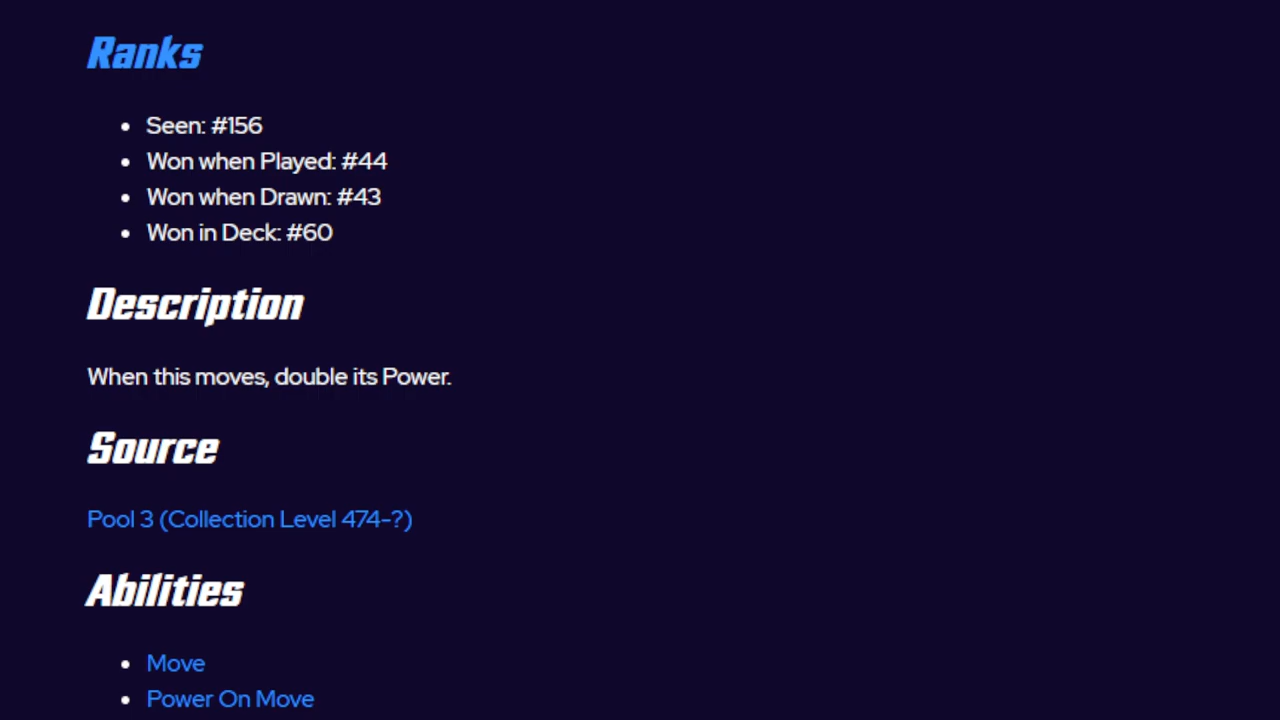 Ranks
Seen: #156
Won when Played: #44
Won when Drawn: #43
Won in Deck: #60
Description
When this moves, double its Power.
Source
Pool 3 (Collection Level 474-?)
Abilities
Move
Power On Move